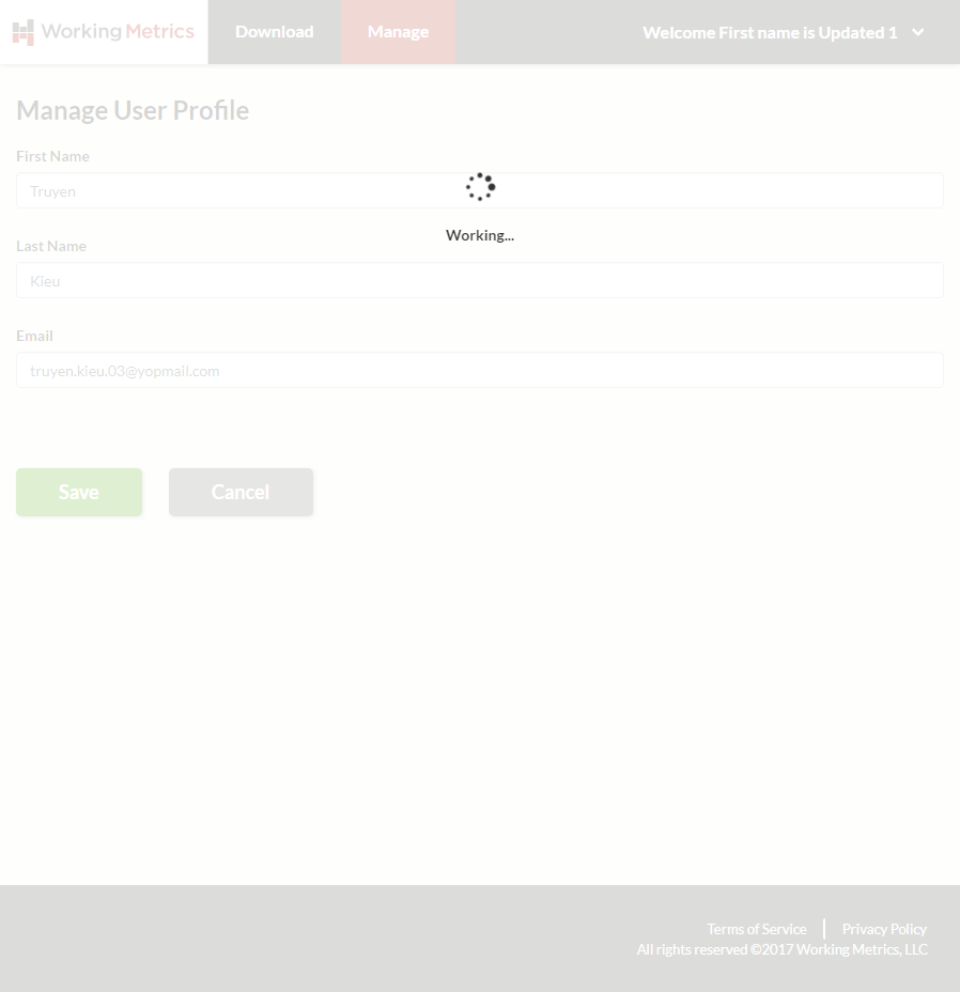 Working Metrics Download Manage Welcome First name is Updated 1
Manage User Profile
First Name
Truyen
Working...
Last Name
Kieu
Email
truyen.kieu.03@yopmail.com
Save Cancel
Terms of Service | Privacy Policy
All rights reserved ©2017 Working Metrics, LLC